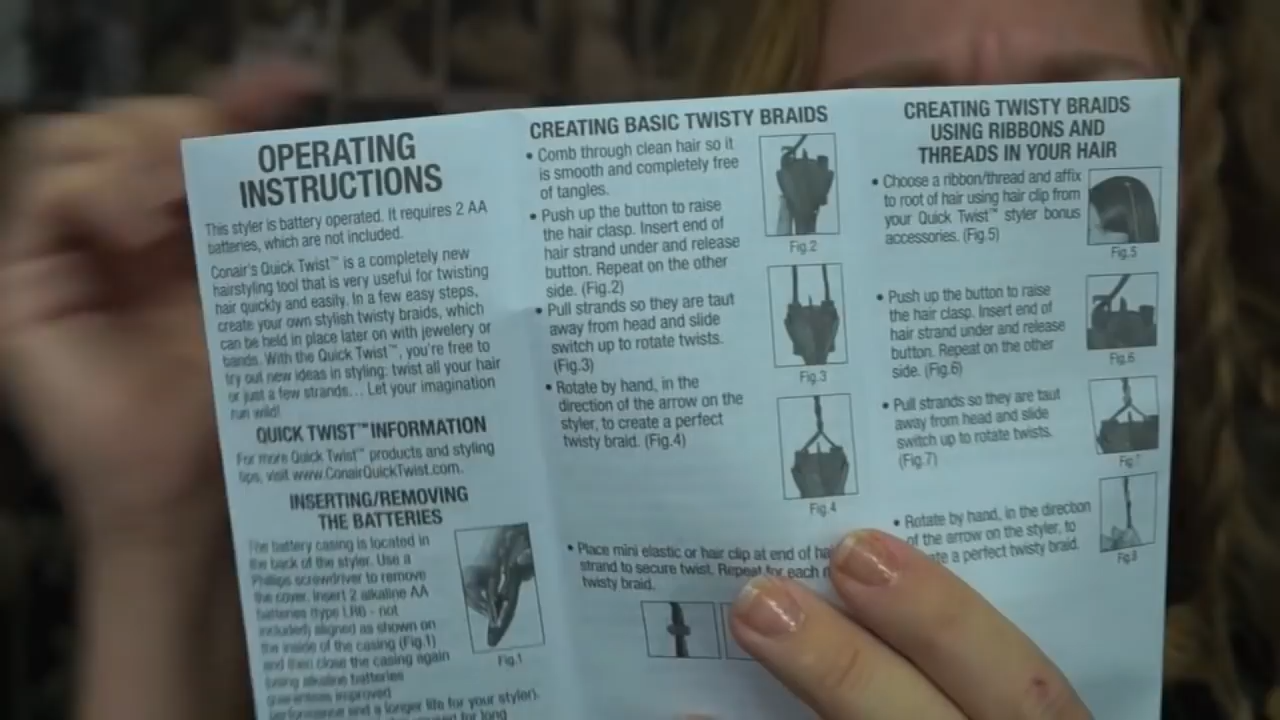 OPERATING
INSTRUCTIONS
This styler is battery operated. It requires 2 AA
batteries, which are not included.
Conair's Quick Twist™ is a completely new
hairstyling tool that is very useful for twisting
hair quickly and easily. In a few easy steps,
create your own stylish twisty braids, which
can be held in place later on with jewelery or
bands. With the Quick Twist™, you're free to
try out new ideas in styling: twist all your hair
or just a few strands... Let your imagination
run wild!
QUICK TWIST™ INFORMATION
For more Quick Twist™ products and styling
tips, visit www.ConairQuickTwist.com.
INSERTING/REMOVING
THE BATTERIES
The battery casing is located in
the back of the styler. Use a
Phillips screwdriver to remove
the cover. Insert 2 alkaline AA
batteries (type LR6 - not
included) aligned as shown on
the inside of the casing (Fig.1)
and then close the casing again
(using alkaline batteries
guarantees improved
performance and a longer life for your styler).
for long
Fig.1
CREATING BASIC TWISTY BRAIDS
• Comb through clean hair so it
is smooth and completely free
of tangles.
• Push up the button to raise
the hair clasp. Insert end of
hair strand under and release
button. Repeat on the other
side. (Fig.2)
• Pull strands so they are taut
away from head and slide
switch up to rotate twists.
(Fig.3)
• Rotate by hand, in the
direction of the arrow on the
styler, to create a perfect
twisty braid. (Fig.4)
Fig.2
Fig.3
Fig.4
• Place mini elastic or hair clip at end of ha
strand to secure twist. Repeat for each
twisty braid.
CREATING TWISTY BRAIDS
USING RIBBONS AND
THREADS IN YOUR HAIR
• Choose a ribbon/thread and affix
to root of hair using hair clip from
your Quick Twist™ styler bonus
accessories. (Fig.5)
Fig.5
• Push up the button to raise
the hair clasp. Insert end of
hair strand under and release
button. Repeat on the other
side. (Fig.6)
Fig.6
• Pull strands so they are taut
away from head and slide
switch up to rotate twists.
(Fig.7)
Fig.7
• Rotate by hand, in the direction
of the arrow on the styler, to
ate a perfect twisty braid.
Fig.8